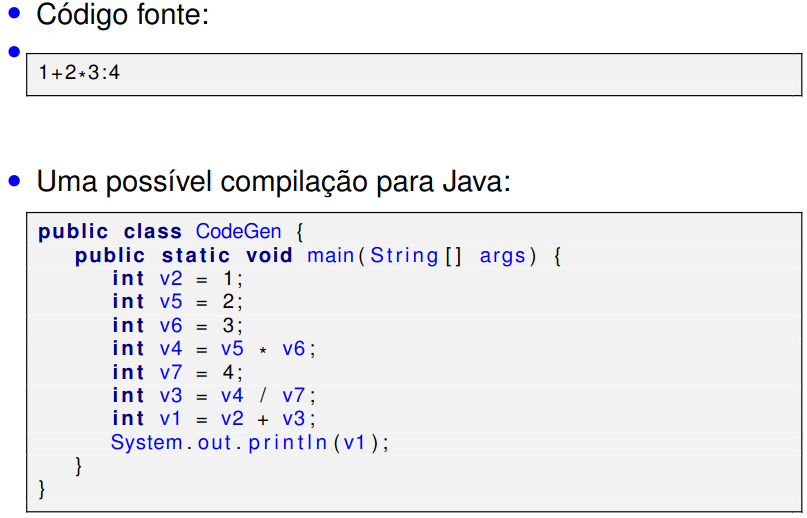 • Código fonte:
•
1+2*3:4
• Uma possível compilação para Java:
public class CodeGen {
public static void main(String[] args) {
int v2 = 1;
int v5 = 2;
int v6 = 3;
int v4 = v5 * v6;
int v7 = 4;
int v3 = v4 / v7;
int v1 = v2 + v3;
System.out.println(v1);
}
}